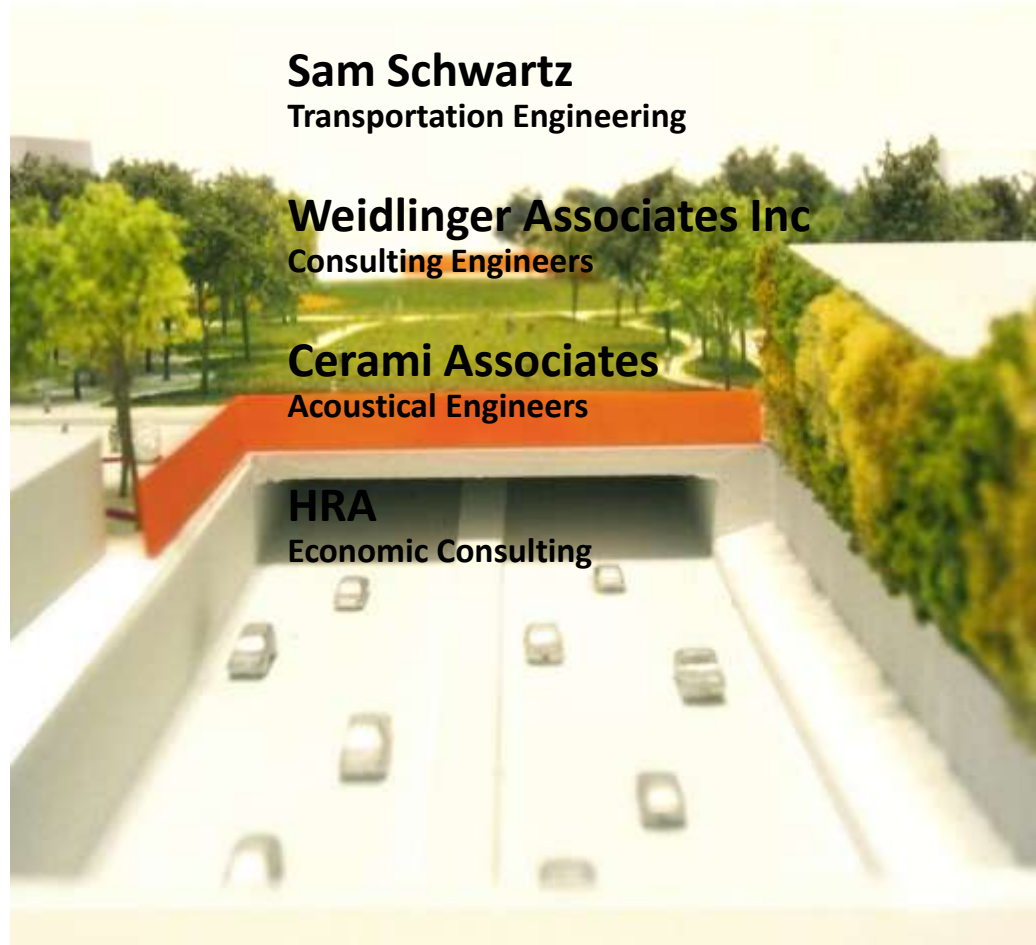 Sam Schwartz
Transportation Engineering
Weidlinger Associates Inc
Consulting Engineers
Cerami Associates
Acoustical Engineers
HRA
Economic Consulting